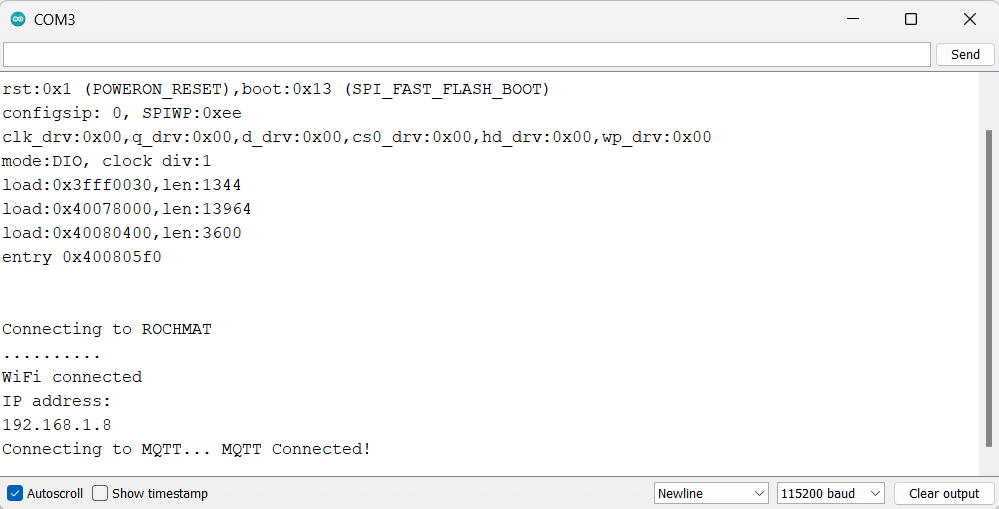 COM3
Send
rst:0x1 (POWERON_RESET),boot:0x13 (SPI_FAST_FLASH_BOOT)
configsip: 0, SPIWP:0xee
clk_drv:0x00,q_drv:0x00,d_drv:0x00,cs0_drv:0x00,hd_drv:0x00,wp_drv:0x00
mode:DIO, clock div:1
load:0x3fff0030,len:1344
load:0x40078000,len:13964
load:0x40080400,len:3600
entry 0x400805f0
Connecting to ROCHMAT
..........
WiFi connected
IP address:
192.168.1.8
Connecting to MQTT... MQTT Connected!
Autoscroll Show timestamp Newline 115200 baud Clear output